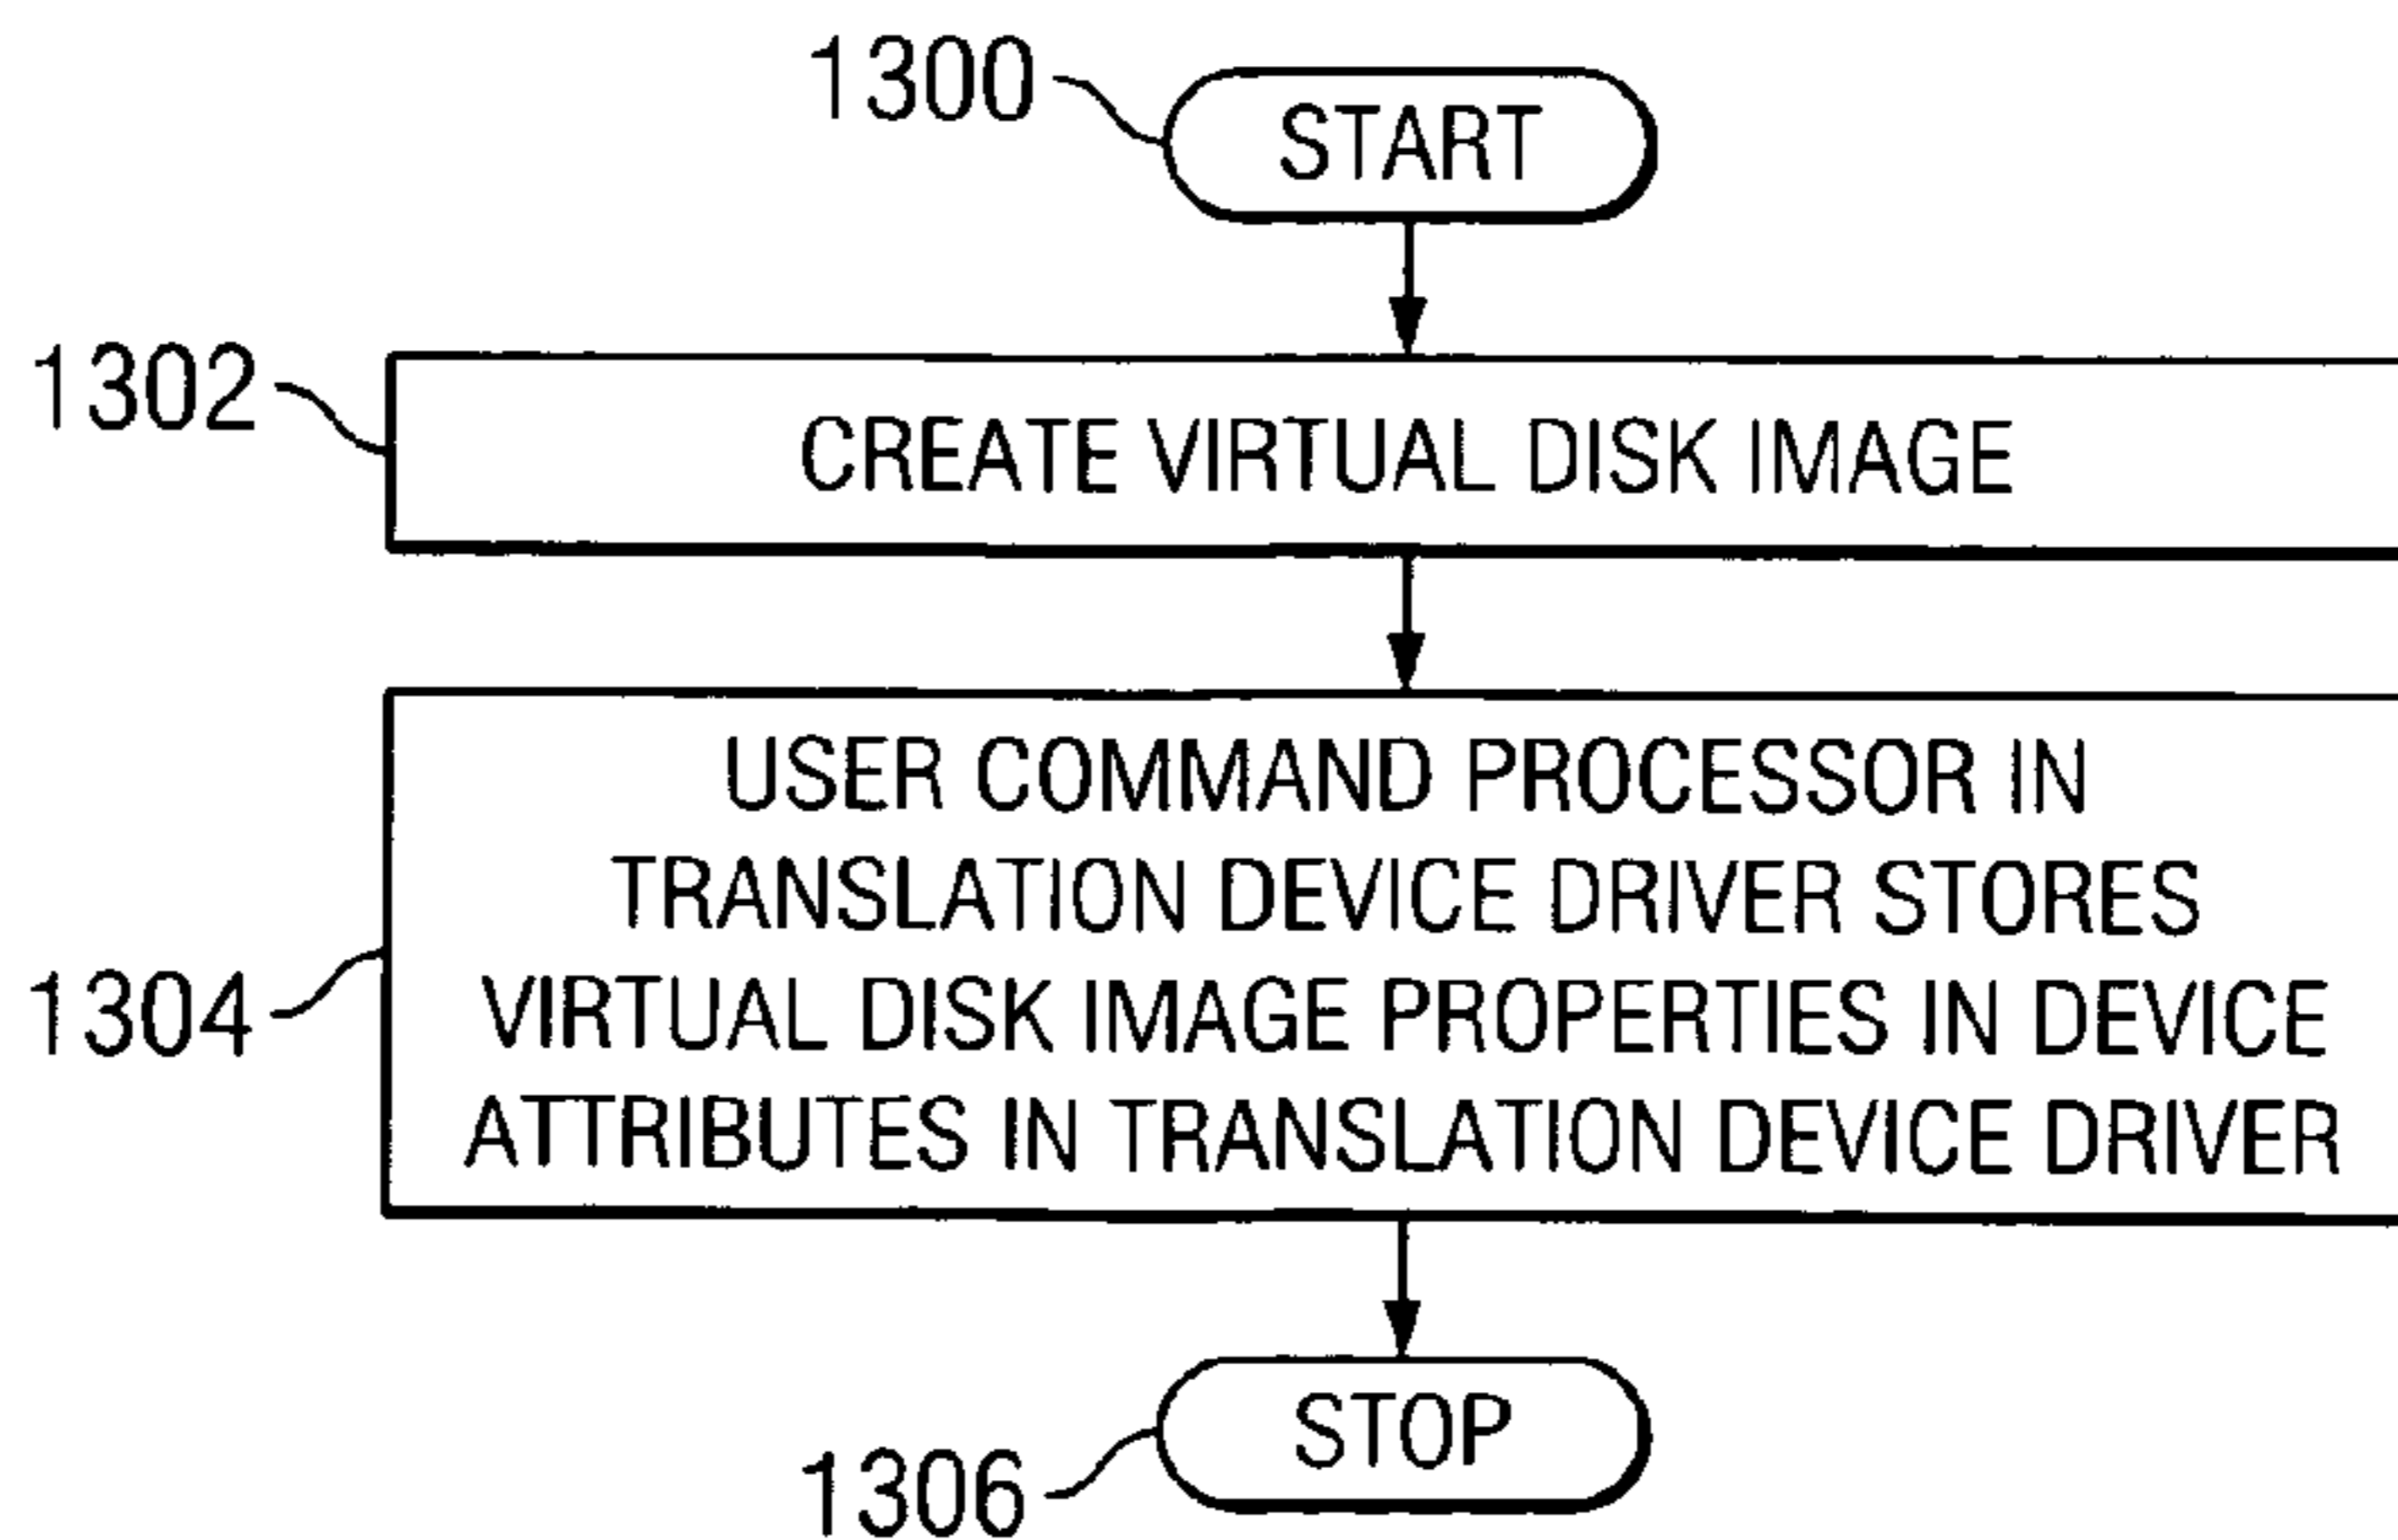 1300
START
1302
CREATE VIRTUAL DISK IMAGE
USER COMMAND PROCESSOR IN
TRANSLATION DEVICE DRIVER STORES
1304
VIRTUAL DISK IMAGE PROPERTIES IN DEVICE
ATTRIBUTES IN TRANSLATION DEVICE DRIVER
STOP
1306